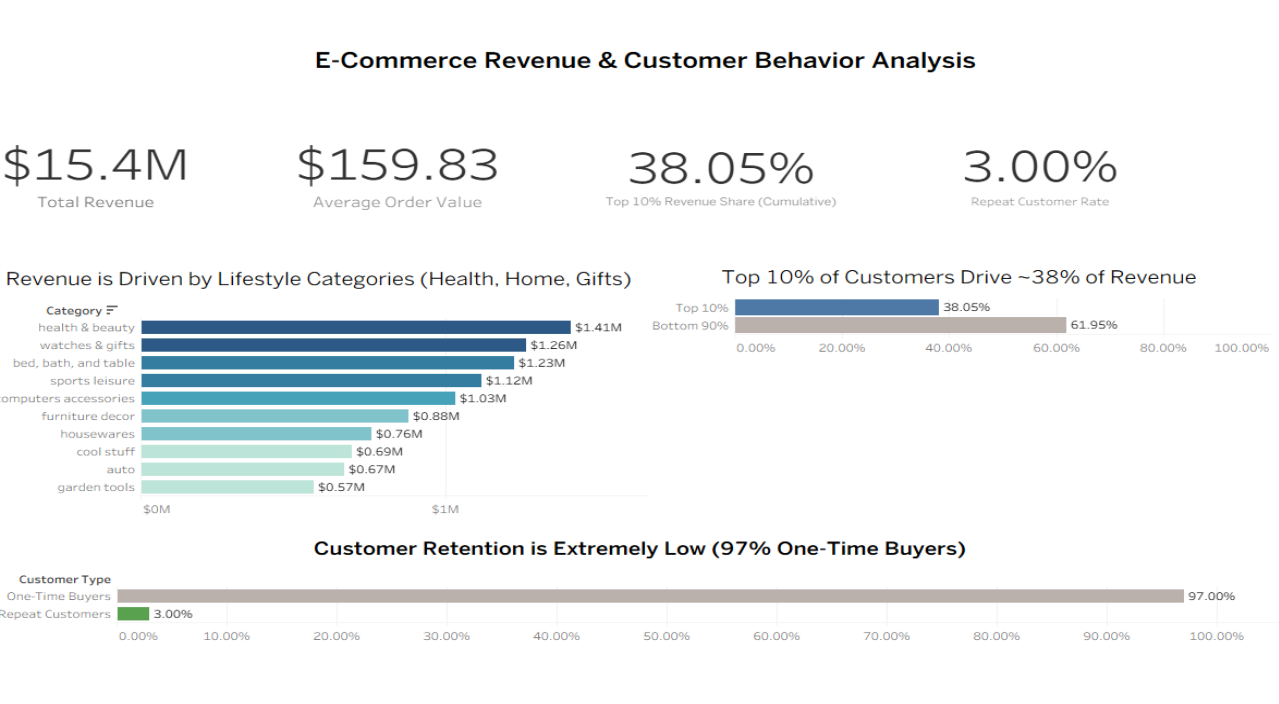 E-Commerce Revenue & Customer Behavior Analysis
$15.4M
Total Revenue
$159.83
Average Order Value
38.05%
Top 10% Revenue Share (Cumulative)
3.00%
Repeat Customer Rate
Revenue is Driven by Lifestyle Categories (Health, Home, Gifts)
Category
health & beauty $1.41M
watches & gifts $1.26M
bed, bath, and table $1.23M
sports leisure $1.12M
omputers accessories $1.03M
furniture decor $0.88M
housewares $0.76M
cool stuff $0.69M
auto $0.67M
garden tools $0.57M
$0M $1M
Top 10% of Customers Drive ~38% of Revenue
Top 10% 38.05%
Bottom 90% 61.95%
0.00% 20.00% 40.00% 60.00% 80.00% 100.00%
Customer Retention is Extremely Low (97% One-Time Buyers)
Customer Type
One-Time Buyers 97.00%
Repeat Customers 3.00%
0.00% 10.00% 20.00% 30.00% 40.00% 50.00% 60.00% 70.00% 80.00% 90.00% 100.00%